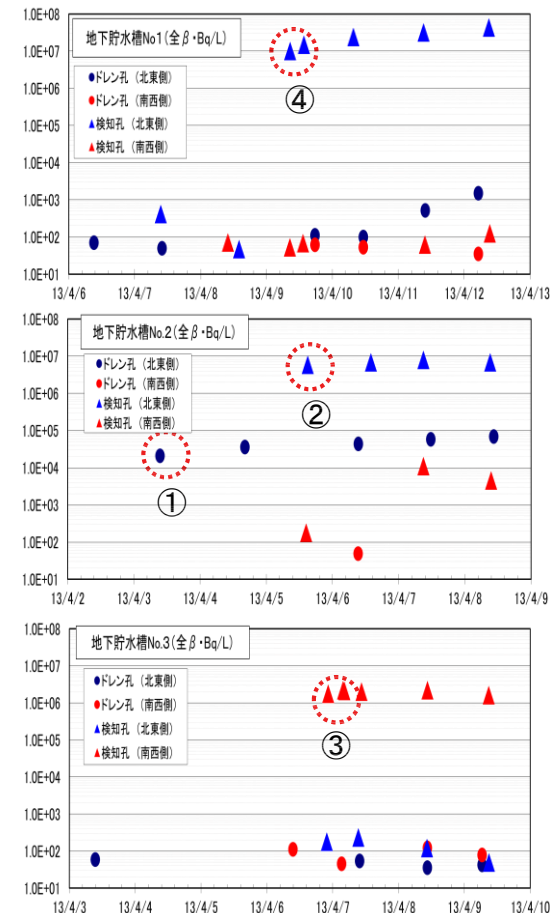 地下貯水槽No1(全β・Bq/L)
●ドレン孔（北東側）
●ドレン孔（南西側）
▲検知孔（北東側）
▲検知孔（南西側）
④
1.0E+08
1.0E+07
1.0E+06
1.0E+05
1.0E+04
1.0E+03
1.0E+02
1.0E+01
13/4/6 13/4/7 13/4/8 13/4/9 13/4/10 13/4/11 13/4/12 13/4/13
地下貯水槽No.2(全β・Bq/L)
●ドレン孔（北東側）
●ドレン孔（南西側）
▲検知孔（北東側）
▲検知孔（南西側）
②
①
1.0E+08
1.0E+07
1.0E+06
1.0E+05
1.0E+04
1.0E+03
1.0E+02
1.0E+01
13/4/2 13/4/3 13/4/4 13/4/5 13/4/6 13/4/7 13/4/8 13/4/9
地下貯水槽No.3(全β・Bq/L)
●ドレン孔（北東側）
●ドレン孔（南西側）
▲検知孔（北東側）
▲検知孔（南西側）
③
1.0E+08
1.0E+07
1.0E+06
1.0E+05
1.0E+04
1.0E+03
1.0E+02
1.0E+01
13/4/3 13/4/4 13/4/5 13/4/6 13/4/7 13/4/8 13/4/9 13/4/10